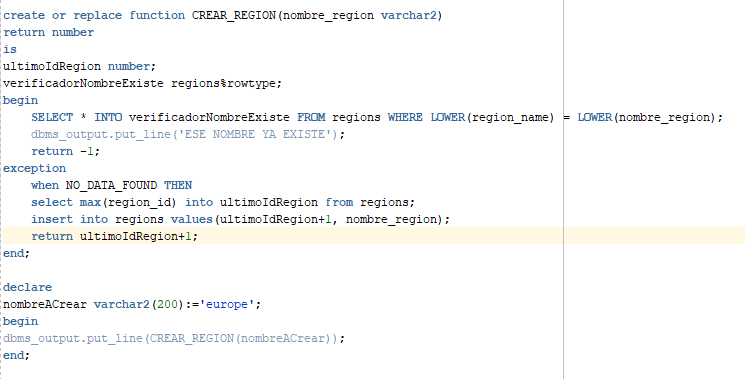 create or replace function CREAR_REGION(nombre_region varchar2)
return number
is
ultimoIdRegion number;
verificadorNombreExiste regions%rowtype;
begin
    SELECT * INTO verificadorNombreExiste FROM regions WHERE LOWER(region_name) = LOWER(nombre_region);
    dbms_output.put_line('ESE NOMBRE YA EXISTE');
    return -1;
exception
    when NO_DATA_FOUND THEN
    select max(region_id) into ultimoIdRegion from regions;
    insert into regions values(ultimoIdRegion+1, nombre_region);
    return ultimoIdRegion+1;
end;

declare
nombreACrear varchar2(200):='europe';
begin
dbms_output.put_line(CREAR_REGION(nombreACrear));
end;